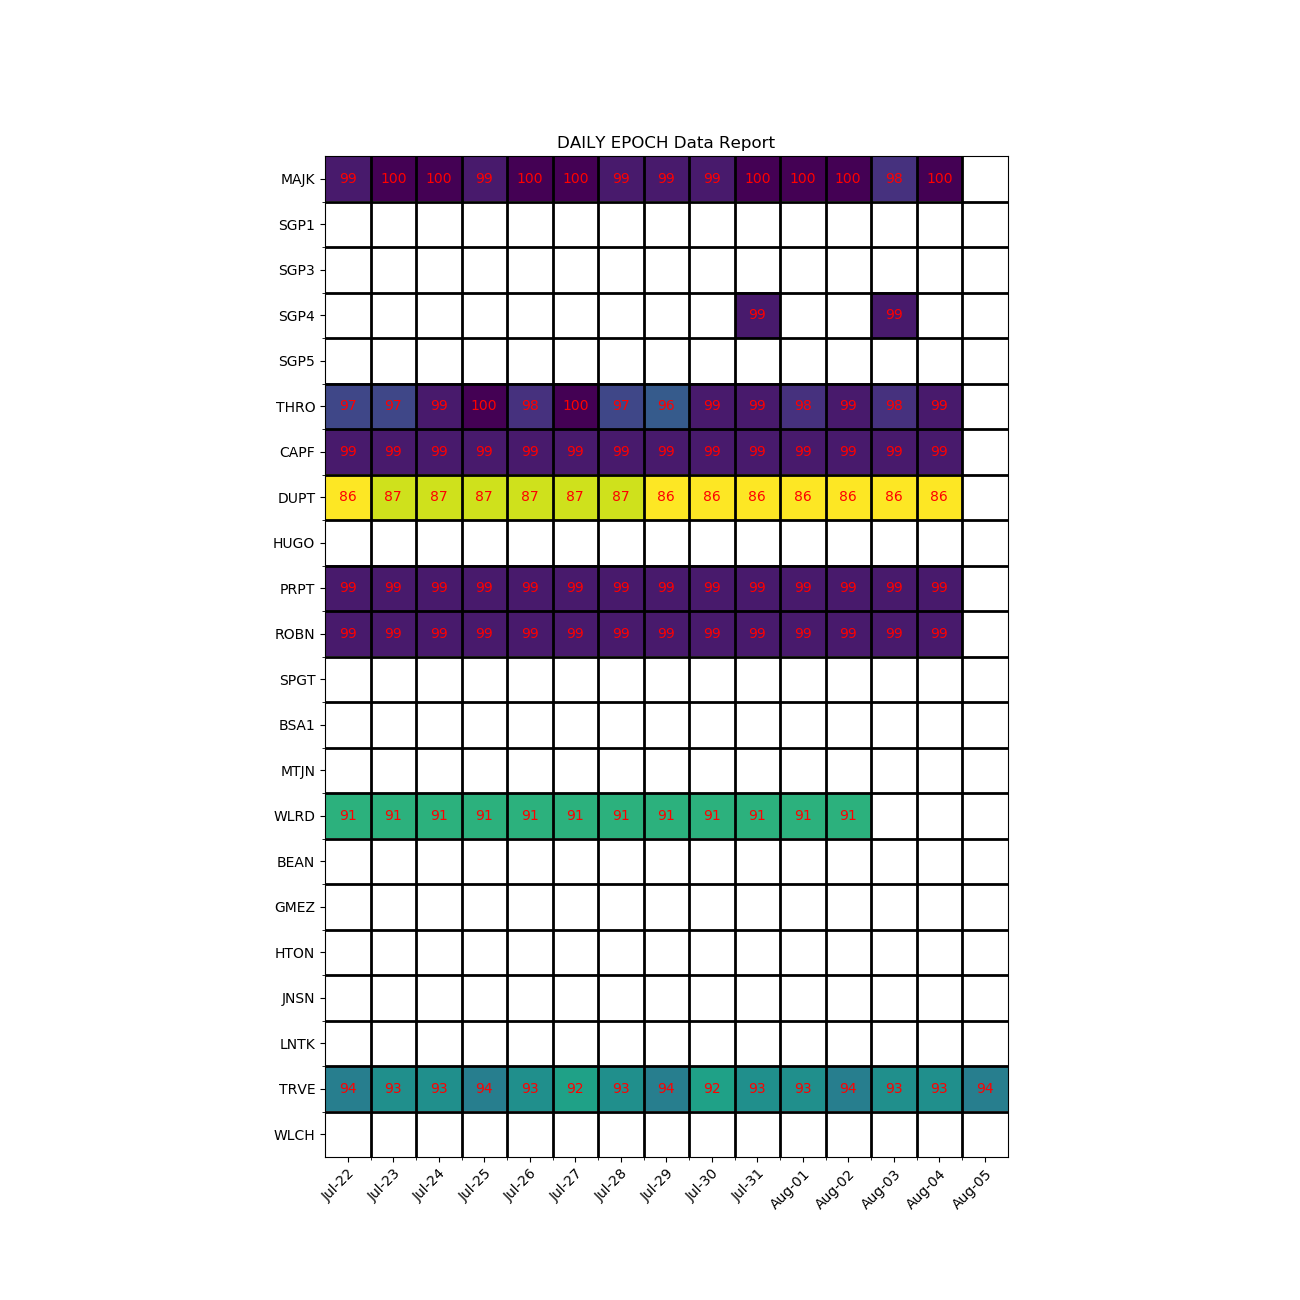 DAILY EPOCH Data Report
MAJK 99 100 100 99 100 100 99 99 99 100 100 100 98 100
SGP1
SGP3
SGP4 99 99
SGP5
THRO 97 97 99 100 98 100 97 96 99 99 98 99 98 99
CAPF 99 99 99 99 99 99 99 99 99 99 99 99 99 99
DUPT 86 87 87 87 87 87 87 86 86 86 86 86 86 86
HUGO
PRPT 99 99 99 99 99 99 99 99 99 99 99 99 99 99
ROBN 99 99 99 99 99 99 99 99 99 99 99 99 99 99
SPGT
BSA1
MTJN
WLRD 91 91 91 91 91 91 91 91 91 91 91 91
BEAN
GMEZ
HTON
JNSN
LNTK
TRVE 94 93 93 94 93 92 93 94 92 93 93 94 93 93 94
WLCH
Jul-22 Jul-23 Jul-24 Jul-25 Jul-26 Jul-27 Jul-28 Jul-29 Jul-30 Jul-31 Aug-01 Aug-02 Aug-03 Aug-04 Aug-05